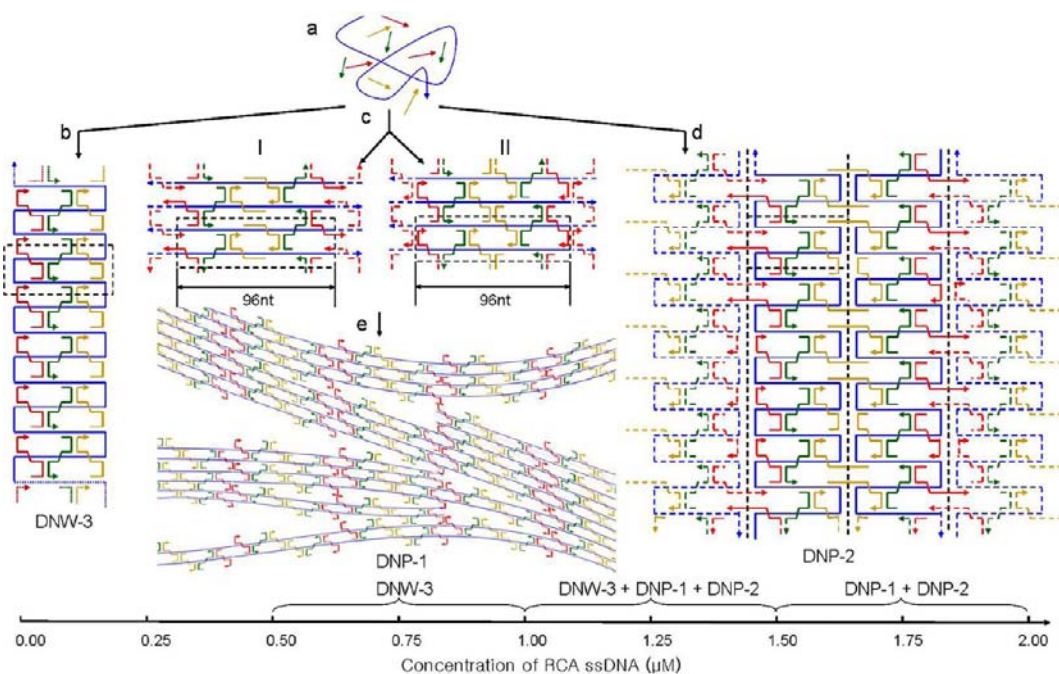 a
b
c
d
I
II
96nt
96nt
e
DNW-3
DNP-1
DNP-2
DNW-3
DNW-3 + DNP-1 + DNP-2
DNP-1 + DNP-2
0.00 0.25 0.50 0.75 1.00 1.25 1.50 1.75 2.00
Concentration of RCA ssDNA (μM)